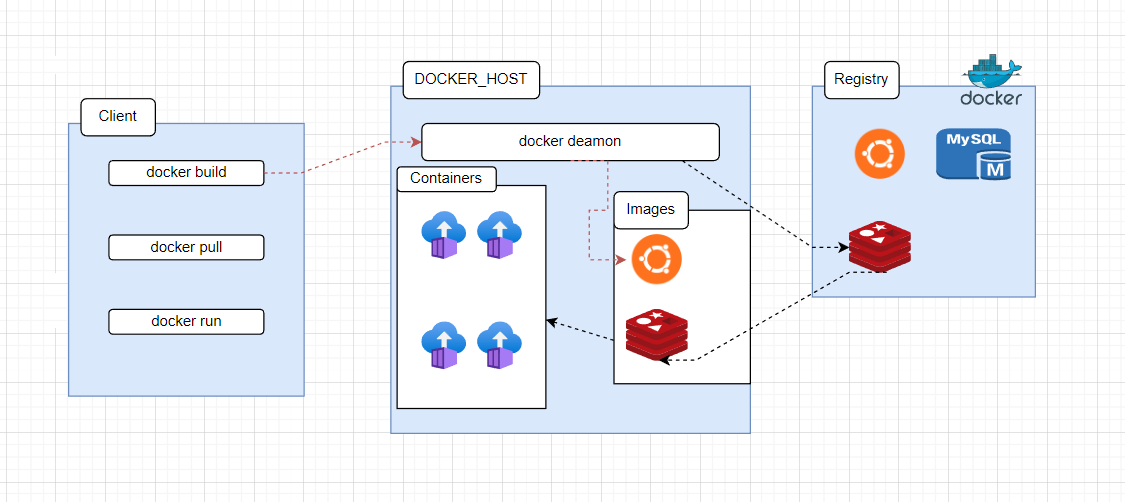 Client
docker build
docker pull
docker run
DOCKER_HOST
docker deamon
Containers
Images
Registry
docker
MySQL
M